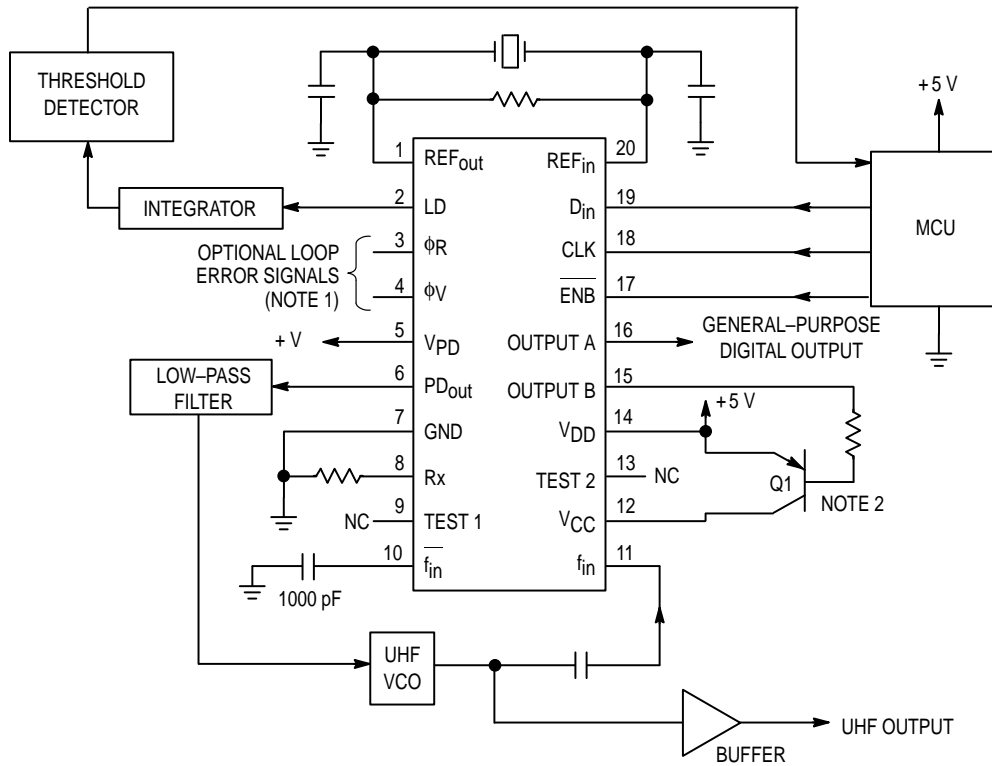 THRESHOLD
DETECTOR
+5 V
1
REFout
REFin
20
INTEGRATOR
2
LD
Din
19
MCU
OPTIONAL LOOP
ERROR SIGNALS
(NOTE 1)
3
ϕR
CLK
18
4
ϕV
ENB
17
+ V
5
VPD
OUTPUT A
16
GENERAL–PURPOSE
DIGITAL OUTPUT
LOW–PASS
FILTER
6
PDout
OUTPUT B
15
+5 V
7
GND
VDD
14
8
Rx
TEST 2
13
NC
Q1
NOTE 2
NC
9
TEST 1
VCC
12
10
fin
fin
11
1000 pF
UHF
VCO
BUFFER
UHF OUTPUT